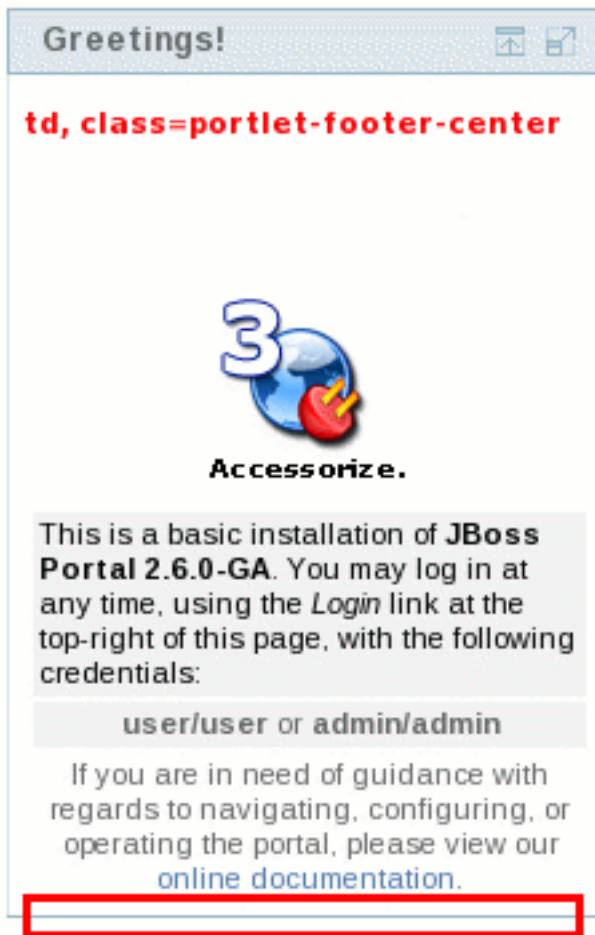 Greetings!
td, class=portlet-footer-center
3
Accessorize.
This is a basic installation of JBoss
Portal 2.6.0-GA. You may log in at
any time, using the Login link at the
top-right of this page, with the following
credentials:
user/user or admin/admin
If you are in need of guidance with
regards to navigating, configuring, or
operating the portal, please view our
online documentation.